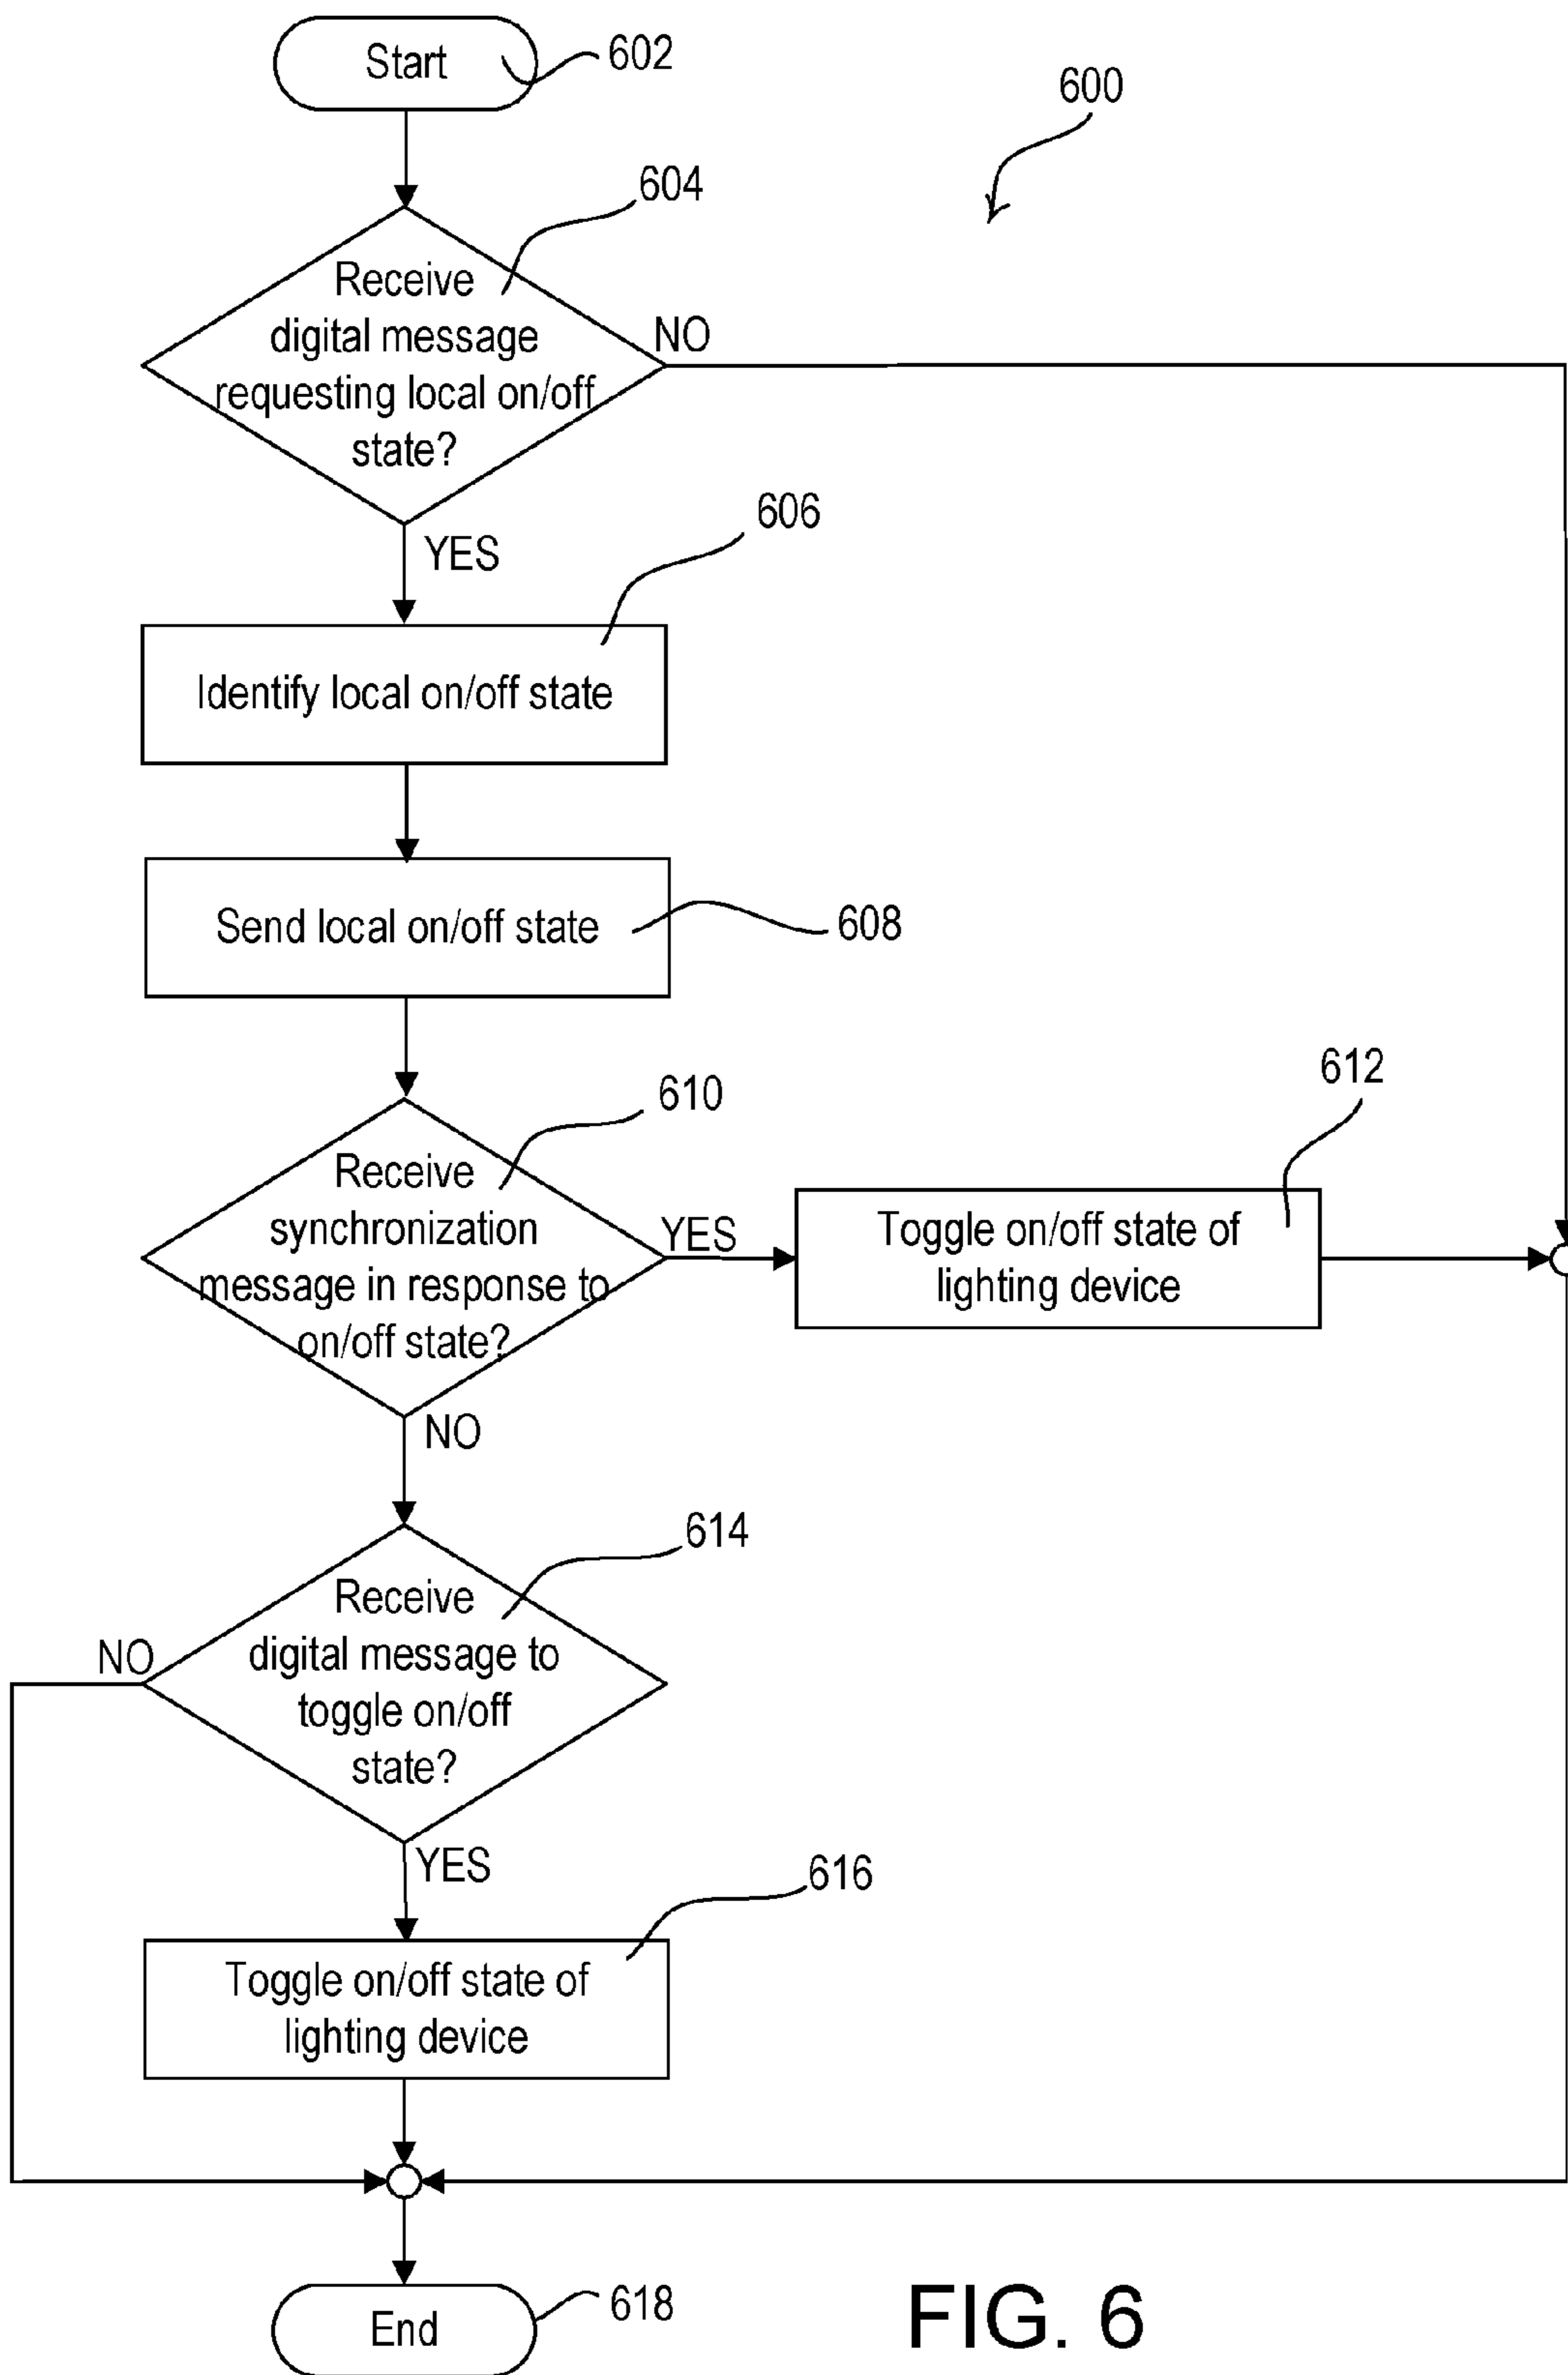 Start
602
600
604
Receive
digital message
requesting local on/off
state?
NO
YES
606
Identify local on/off state
Send local on/off state
608
610
Receive
synchronization
message in response to
on/off state?
YES
612
Toggle on/off state of
lighting device
NO
614
Receive
digital message to
toggle on/off
state?
NO
YES
616
Toggle on/off state of
lighting device
End
618
FIG. 6